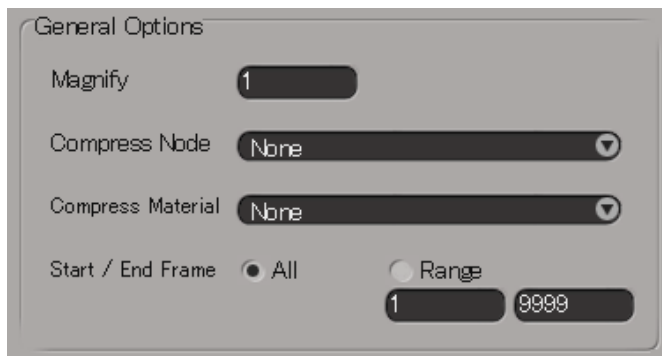 General Options
Magnify 1
Compress Node None
Compress Material None
Start / End Frame All Range
1 9999